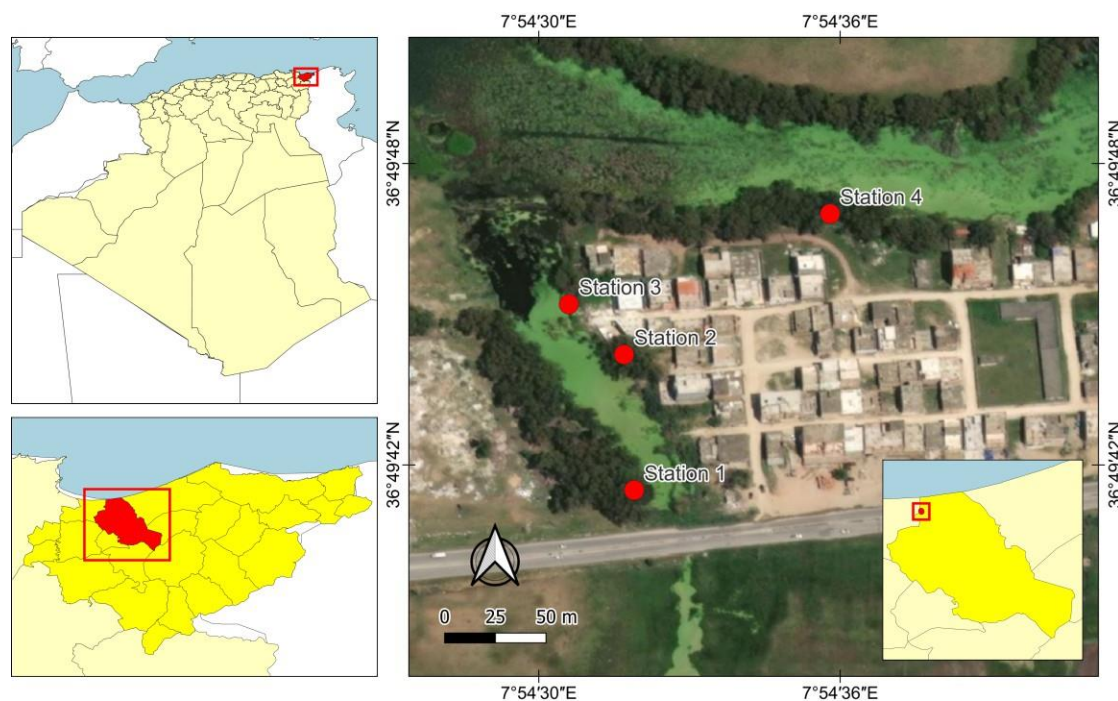 7°54′30″E
7°54′36″E
36°49′48″N
36°49′48″N
Station 4
Station 3
Station 2
36°49′42″N
36°49′42″N
Station 1
0 25 50 m
7°54′30″E
7°54′36″E